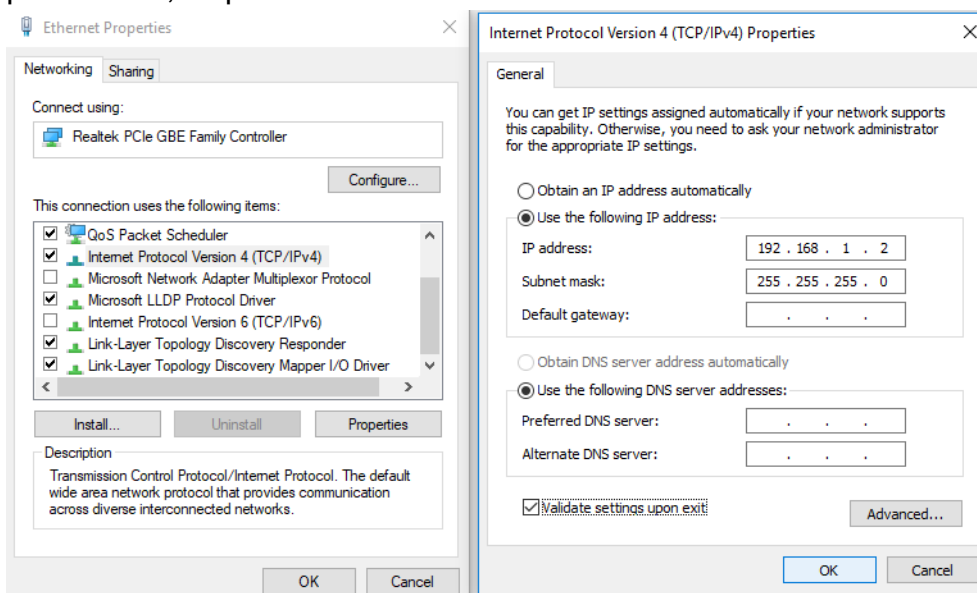 Ethernet Properties
Networking Sharing
Connect using:
Realtek PCIe GBE Family Controller
Configure...
This connection uses the following items:
QoS Packet Scheduler
Internet Protocol Version 4 (TCP/IPv4)
Microsoft Network Adapter Multiplexor Protocol
Microsoft LLDP Protocol Driver
Internet Protocol Version 6 (TCP/IPv6)
Link-Layer Topology Discovery Responder
Link-Layer Topology Discovery Mapper I/O Driver
Install... Uninstall Properties
Description
Transmission Control Protocol/Internet Protocol. The default
wide area network protocol that provides communication
across diverse interconnected networks.
OK Cancel
Internet Protocol Version 4 (TCP/IPv4) Properties
General
You can get IP settings assigned automatically if your network supports
this capability. Otherwise, you need to ask your network administrator
for the appropriate IP settings.
Obtain an IP address automatically
Use the following IP address:
IP address: 192 . 168 . 1 . 2
Subnet mask: 255 . 255 . 255 . 0
Default gateway: . . .
Obtain DNS server address automatically
Use the following DNS server addresses:
Preferred DNS server: . . .
Alternate DNS server: . . .
Validate settings upon exit
Advanced...
OK Cancel